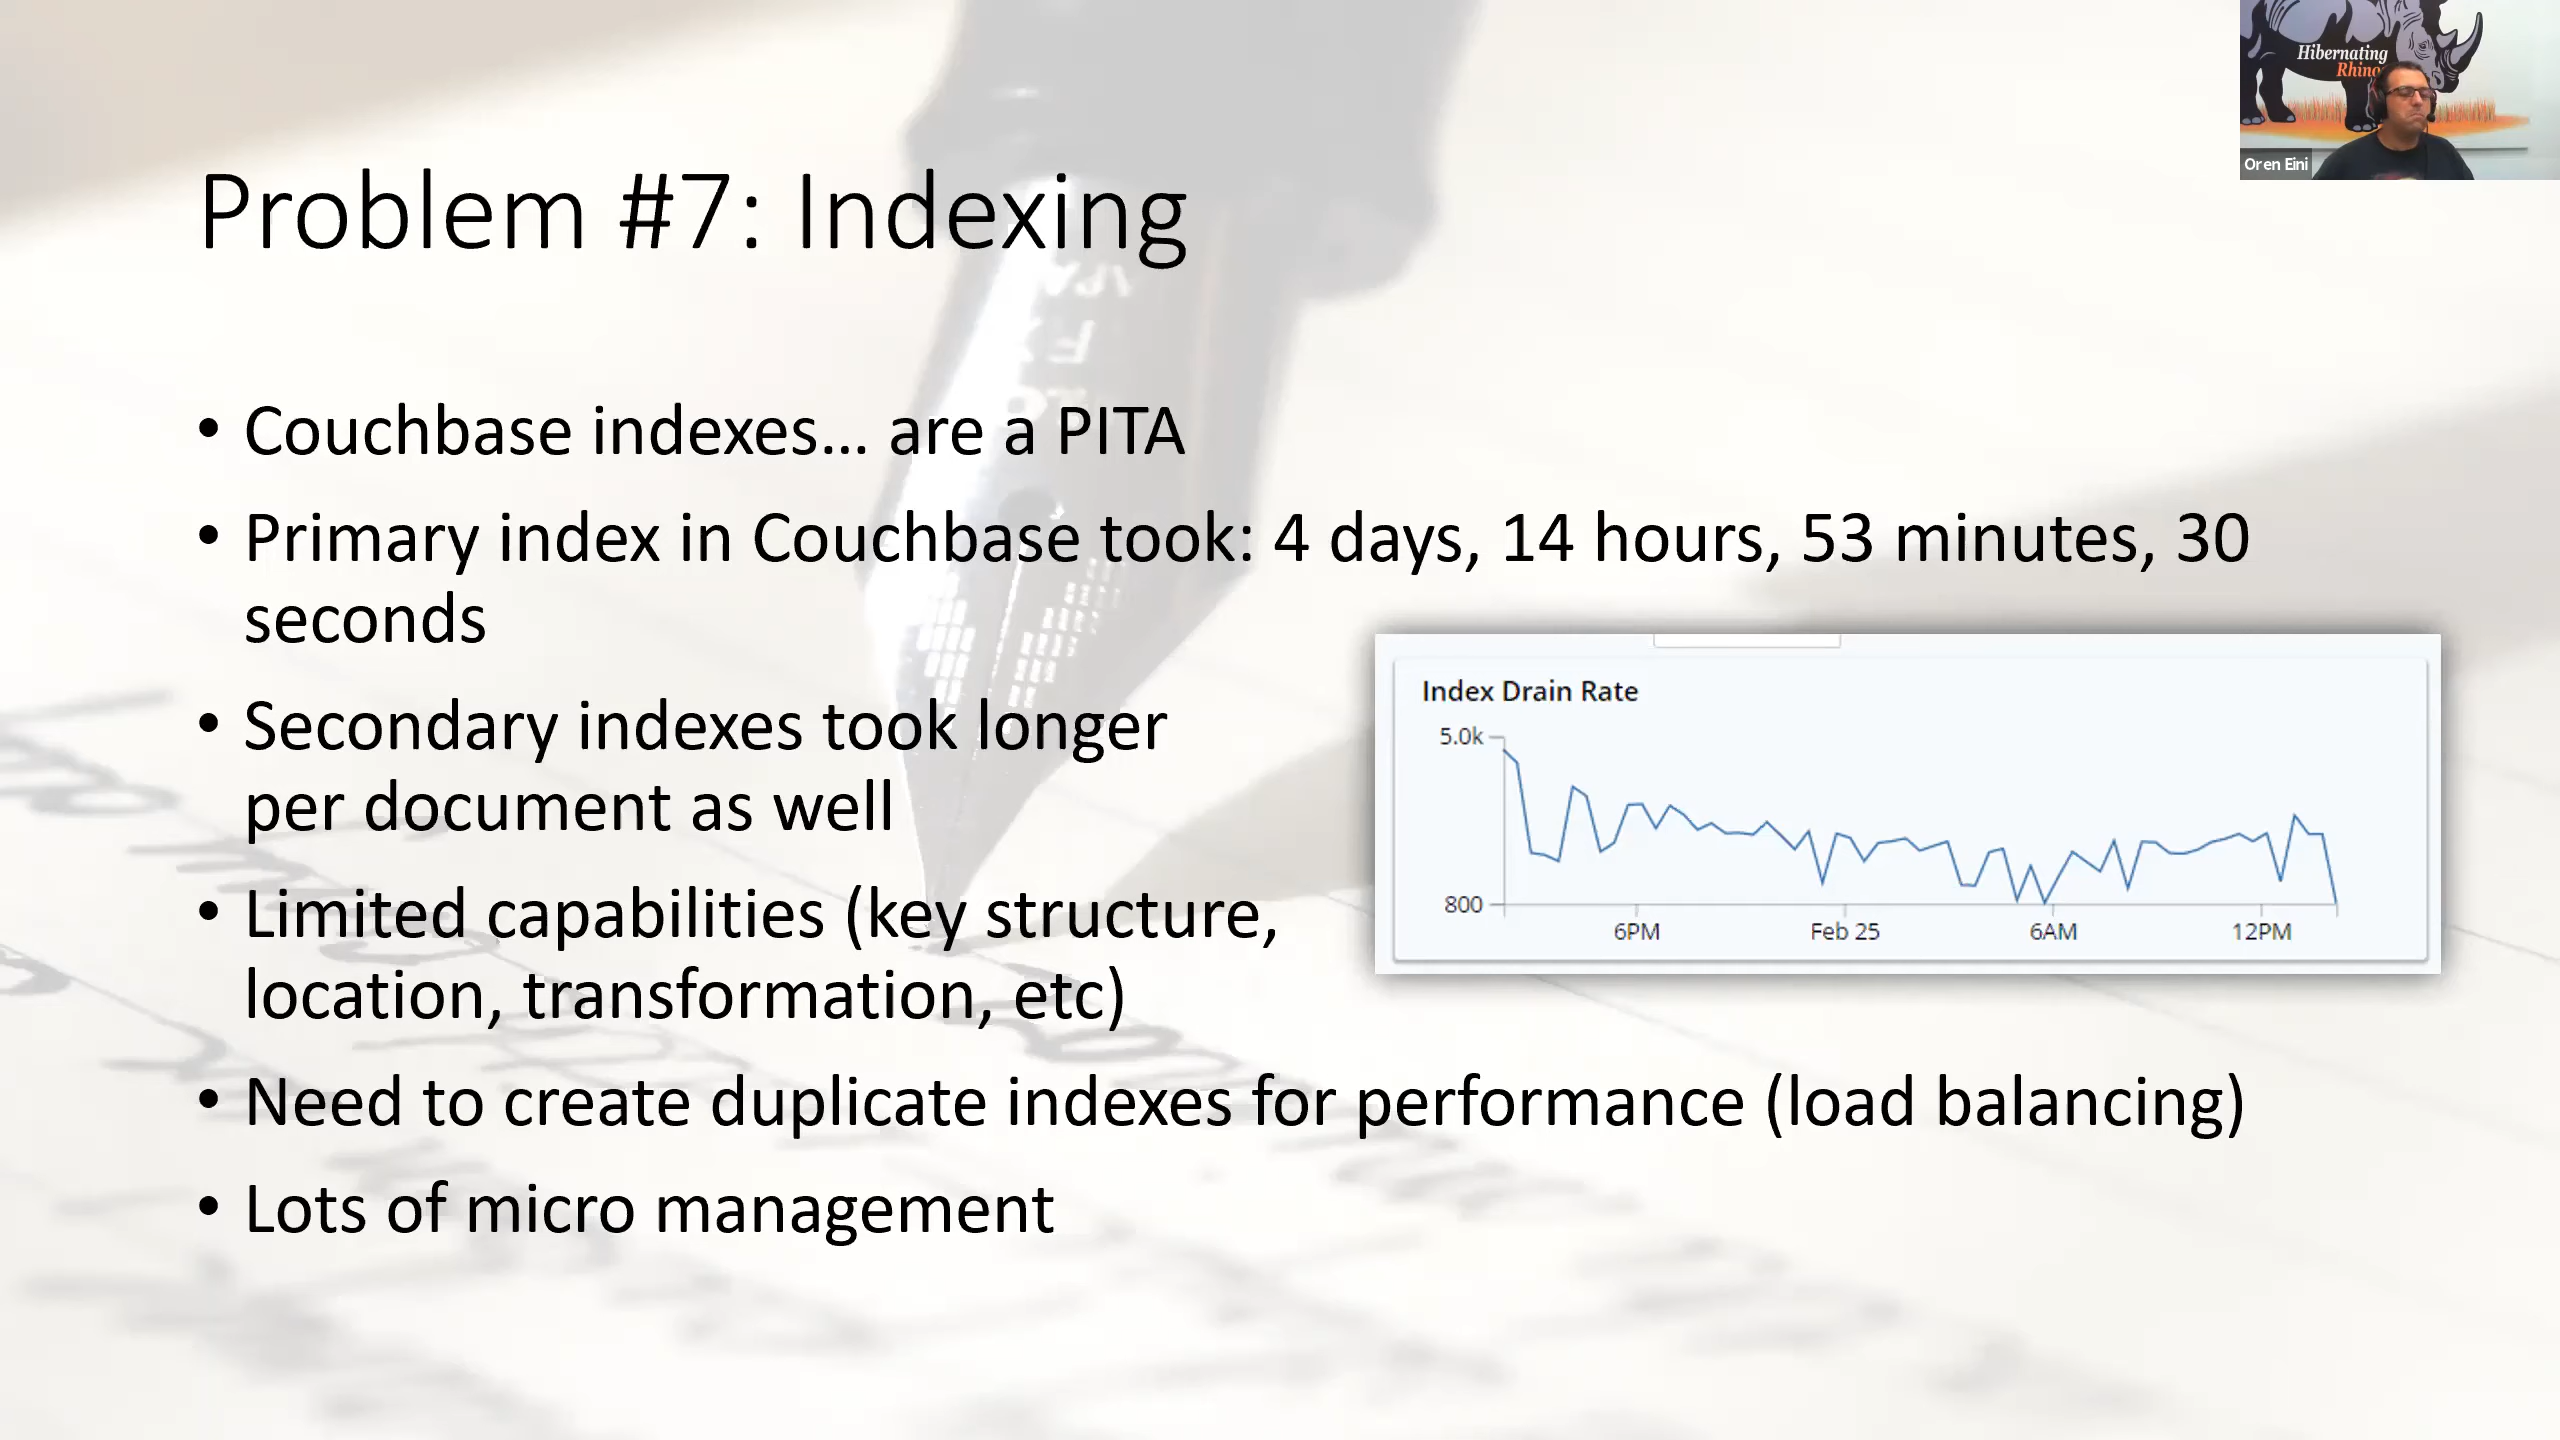 Hibernating
Oren Eini
Problem #7: Indexing
• Couchbase indexes… are a PITA
• Primary index in Couchbase took: 4 days, 14 hours, 53 minutes, 30
seconds
• Secondary indexes took longer
per document as well
• Limited capabilities (key structure,
location, transformation, etc)
• Need to create duplicate indexes for performance (load balancing)
• Lots of micro management
Index Drain Rate
5.0k
800
6PM
Feb 25
6AM
12PM